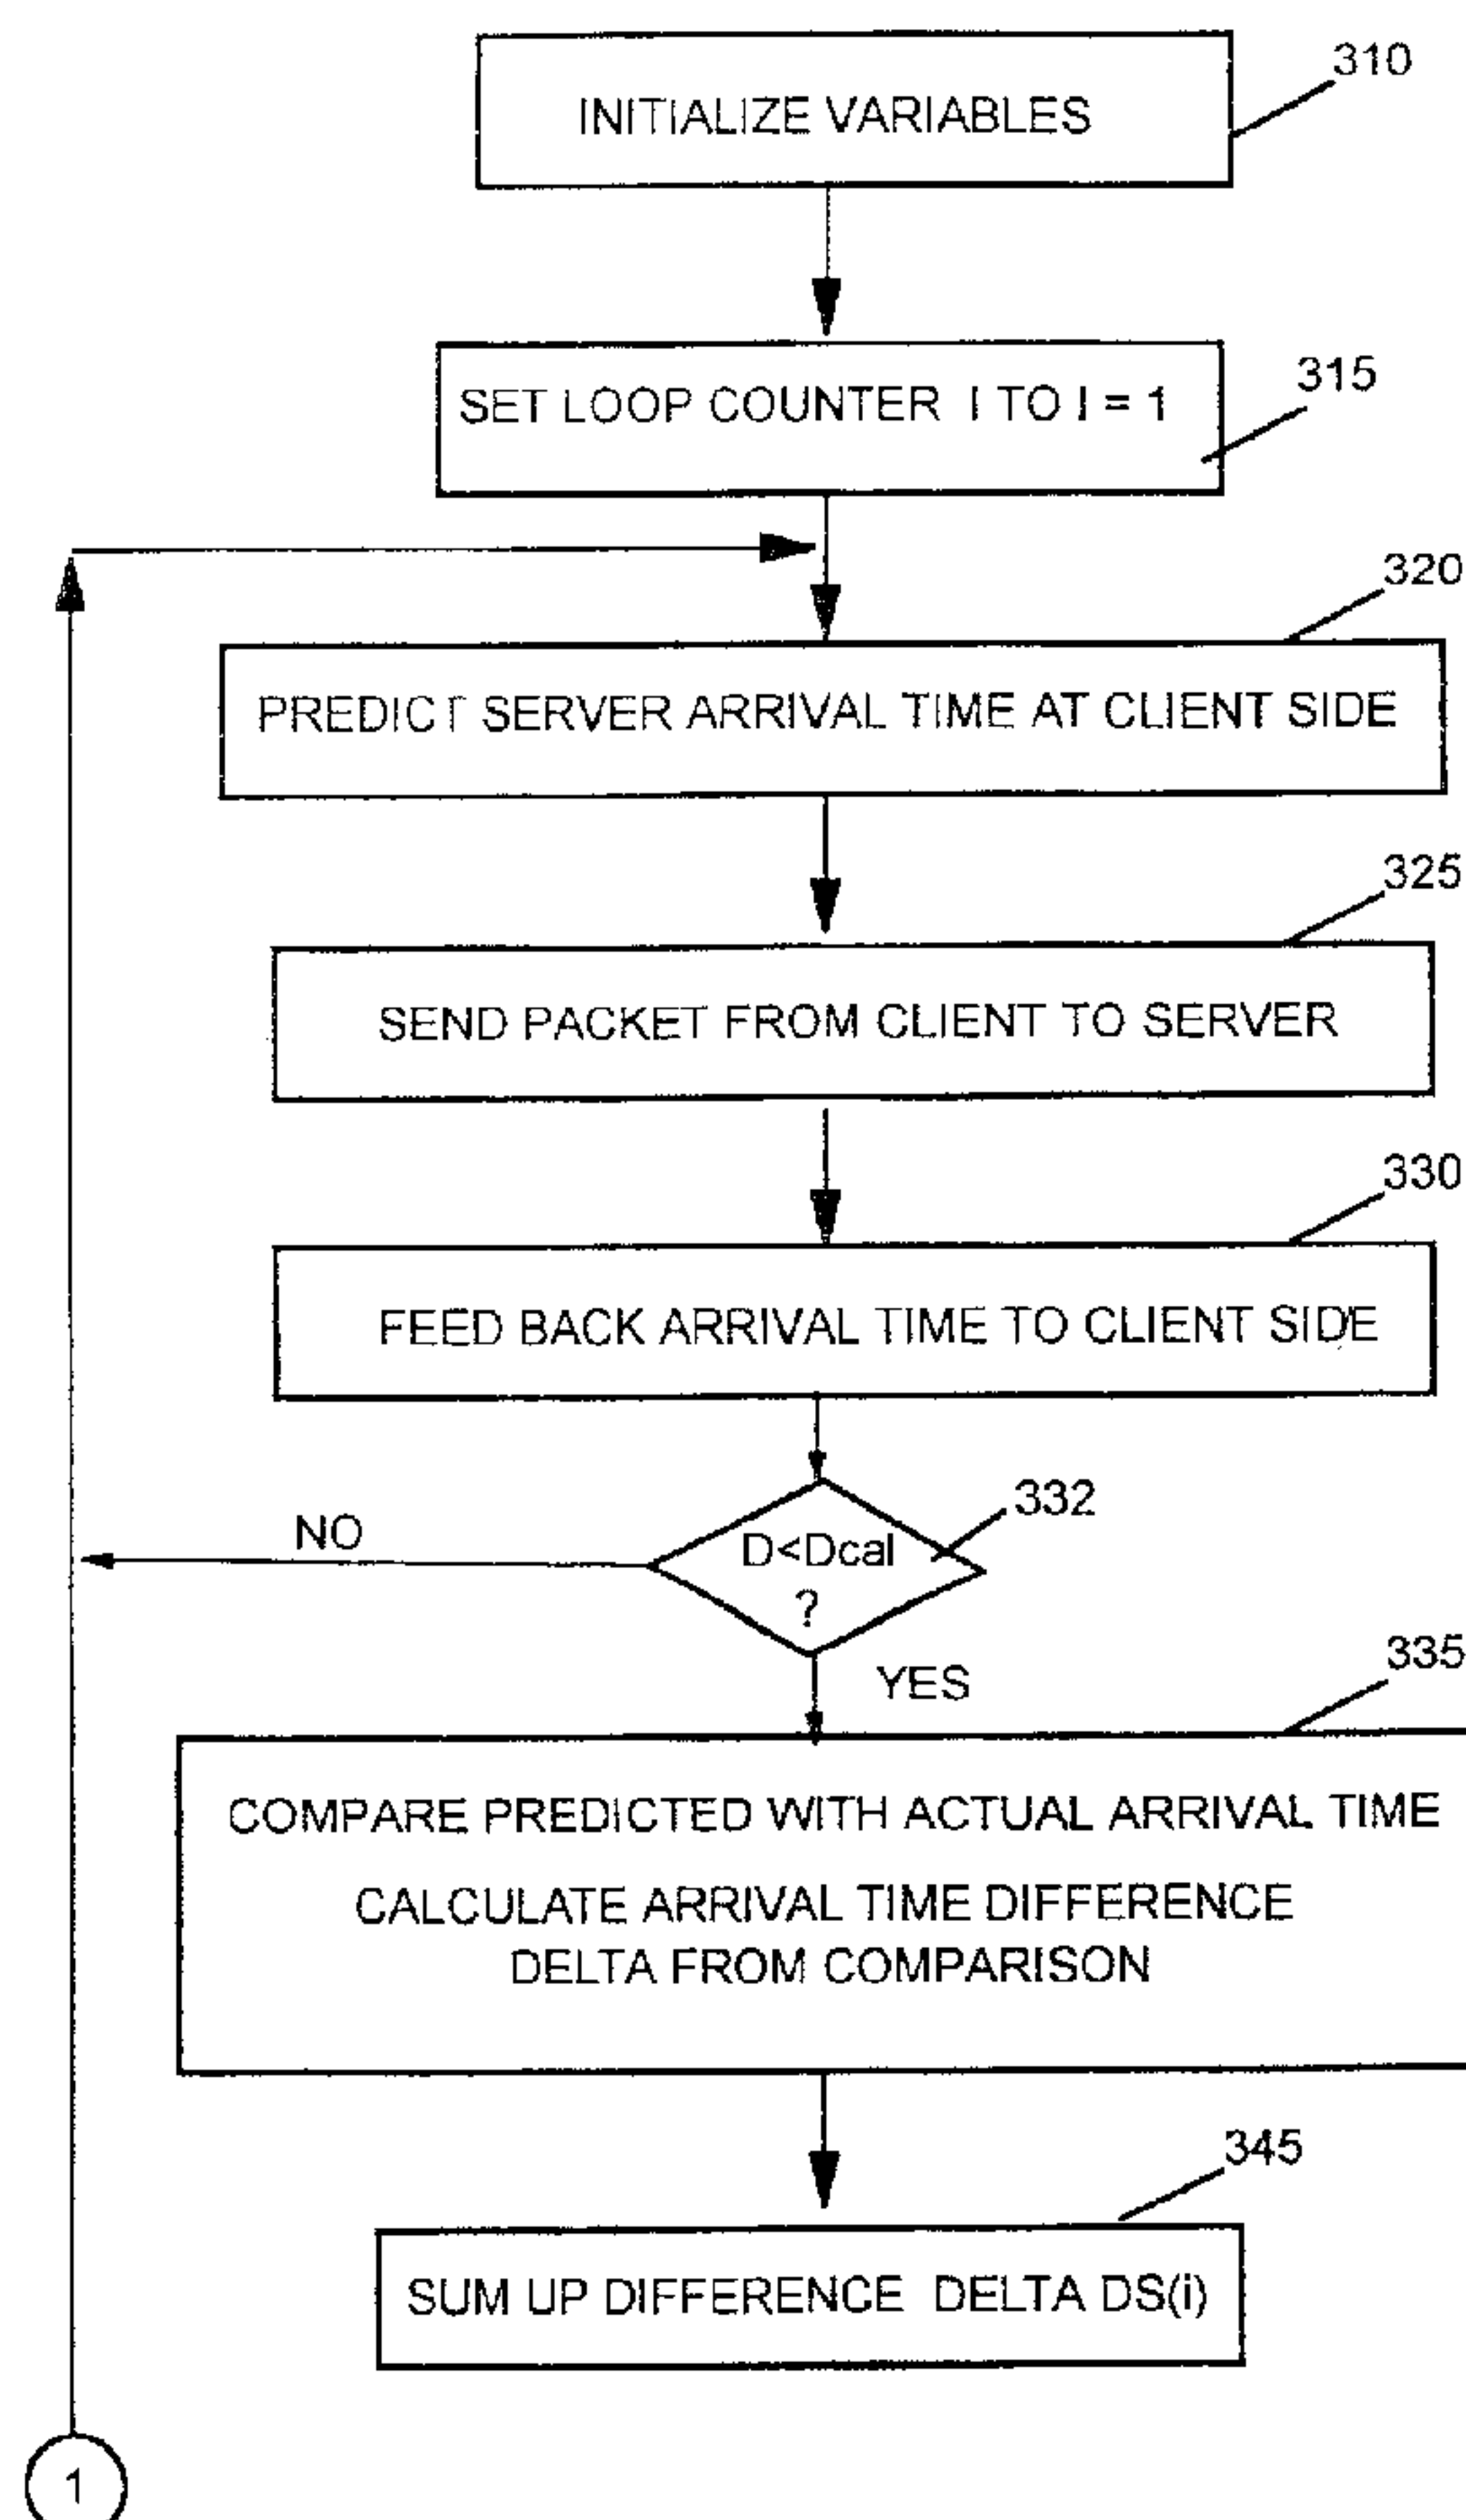 310
INITIALIZE VARIABLES
315
SET LOOP COUNTER I TO I = 1
320
PREDICT SERVER ARRIVAL TIME AT CLIENT SIDE
325
SEND PACKET FROM CLIENT TO SERVER
330
FEED BACK ARRIVAL TIME TO CLIENT SIDE
332
NO
D<Dcal
?
335
YES
COMPARE PREDICTED WITH ACTUAL ARRIVAL TIME
CALCULATE ARRIVAL TIME DIFFERENCE
DELTA FROM COMPARISON
345
SUM UP DIFFERENCE DELTA DS(i)
1